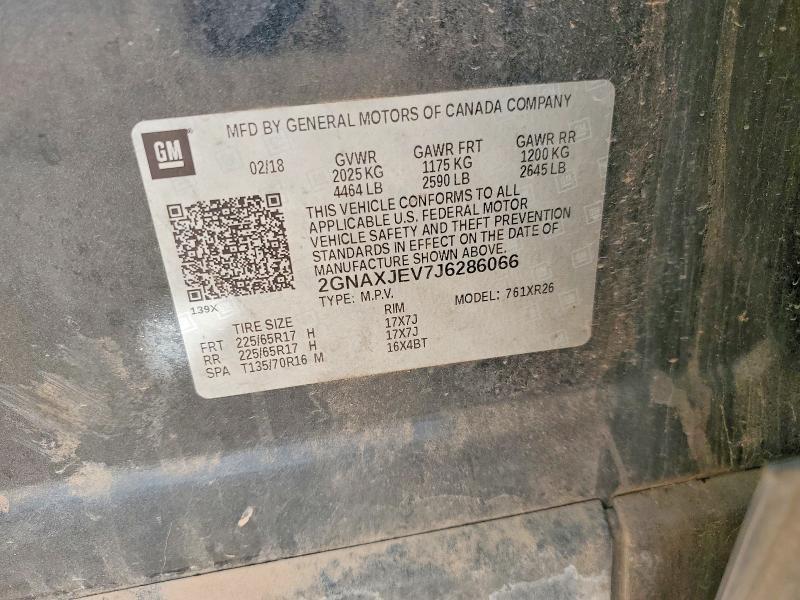 MFD BY GENERAL MOTORS OF CANADA COMPANY
GM
02/18 GVWR GAWR FRT GAWR RR
2025 KG 1175 KG 1200 KG
4464 LB 2590 LB 2645 LB
THIS VEHICLE CONFORMS TO ALL
APPLICABLE U.S. FEDERAL MOTOR
VEHICLE SAFETY AND THEFT PREVENTION
STANDARDS IN EFFECT ON THE DATE OF
MANUFACTURE SHOWN ABOVE.
2GNAXJEV7J6286066
139X
TYPE: M.P.V. MODEL: 761XR26
TIRE SIZE RIM
FRT 225/65R17 H 17X7J
RR 225/65R17 H 17X7J
SPA T135/70R16 M 16X4BT